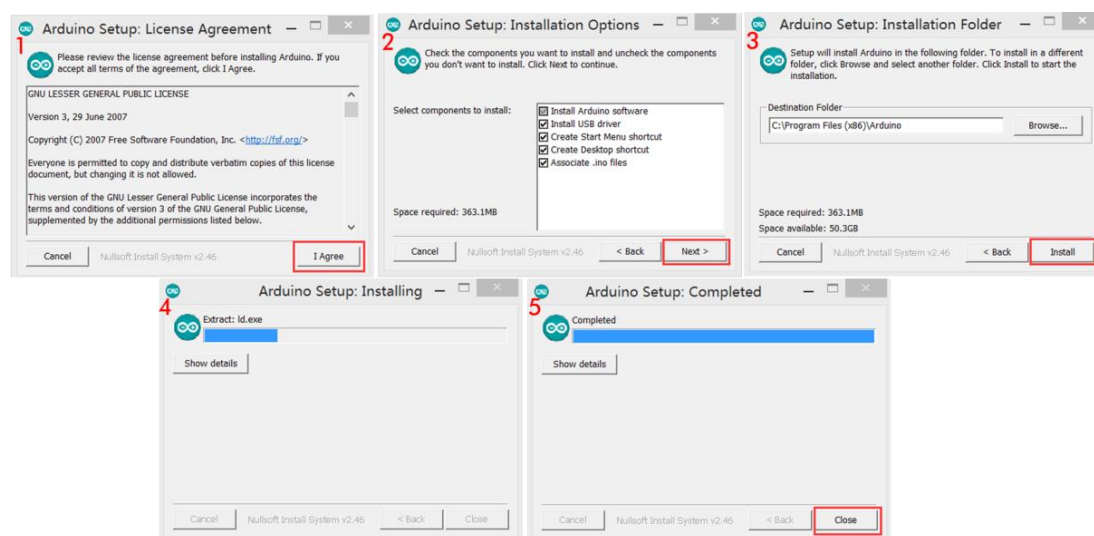 1
Arduino Setup: License Agreement
Please review the license agreement before installing Arduino. If you
accept all terms of the agreement, click I Agree.
GNU LESSER GENERAL PUBLIC LICENSE
Version 3, 29 June 2007
Copyright (C) 2007 Free Software Foundation, Inc. <http://fsf.org/>
Everyone is permitted to copy and distribute verbatim copies of this license
document, but changing it is not allowed.
This version of the GNU Lesser General Public License incorporates the
terms and conditions of version 3 of the GNU General Public License,
supplemented by the additional permissions listed below.
Cancel Nullsoft Install System v2.46 I Agree
2
Arduino Setup: Installation Options
Check the components you want to install and uncheck the components
you don't want to install. Click Next to continue.
Select components to install:
Install Arduino software
Install USB driver
Create Start Menu shortcut
Create Desktop shortcut
Associate .ino files
Space required: 363.1MB
Cancel Nullsoft Install System v2.46 < Back Next >
3
Arduino Setup: Installation Folder
Setup will install Arduino in the following folder. To install in a different
folder, click Browse and select another folder. Click Install to start the
installation.
Destination Folder
C:\Program Files (x86)\Arduino Browse...
Space required: 363.1MB
Space available: 50.3GB
Cancel Nullsoft Install System v2.46 < Back Install
4
Arduino Setup: Installing
Extract: ld.exe
Show details
Cancel Nullsoft Install System v2.46 < Back Close
5
Arduino Setup: Completed
Completed
Show details
Cancel Nullsoft Install System v2.46 < Back Close